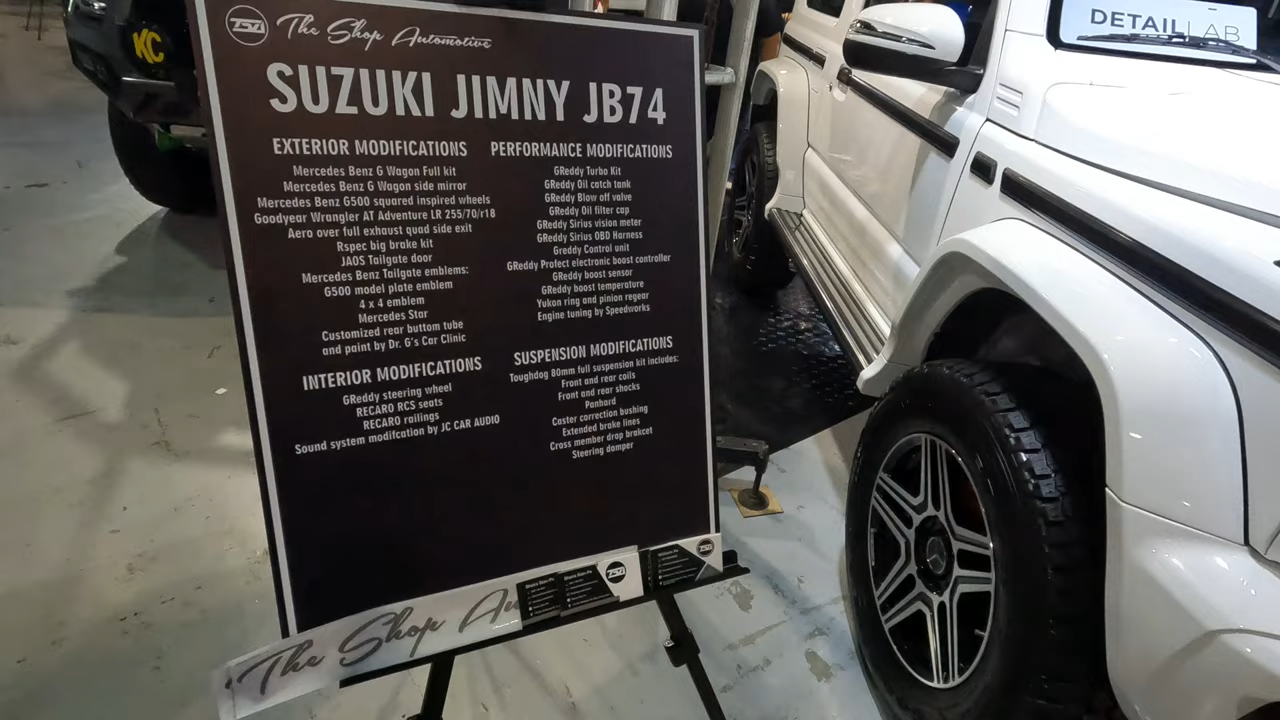 KC
TSA The Shop Automotive
SUZUKI JIMNY JB74
EXTERIOR MODIFICATIONS
Mercedes Benz G Wagon Full kit
Mercedes Benz G Wagon side mirror
Mercedes Benz G500 squared inspired wheels
Goodyear Wrangler AT Adventure LR 255/70/r18
Aero over full exhaust quad side exit
Rspec big brake kit
JAOS Tailgate door
Mercedes Benz Tailgate emblems:
G500 model plate emblem
4 x 4 emblem
Mercedes Star
Customized rear buttom tube
and paint by Dr. G's Car Clinic
INTERIOR MODIFICATIONS
GReddy steering wheel
RECARO RCS seats
RECARO railings
Sound system modifcation by JC CAR AUDIO
PERFORMANCE MODIFICATIONS
GReddy Turbo Kit
GReddy Oil catch tank
GReddy Blow off valve
GReddy Oil filter cap
GReddy Sirius vision meter
GReddy Sirius OBD Harness
Greddy Control unit
GReddy Profect electronic boost controller
GReddy boost sensor
GReddy boost temperature
Yukon ring and pinion regear
Engine tuning by Speedworks
SUSPENSION MODIFICATIONS
Toughdog 80mm full suspension kit includes:
Front and rear coils
Front and rear shocks
Panhard
Caster correction bushing
Extended brake lines
Cross member drop brakcet
Steering damper
The Shop Au
TSA
TSA
DETAIL LAB